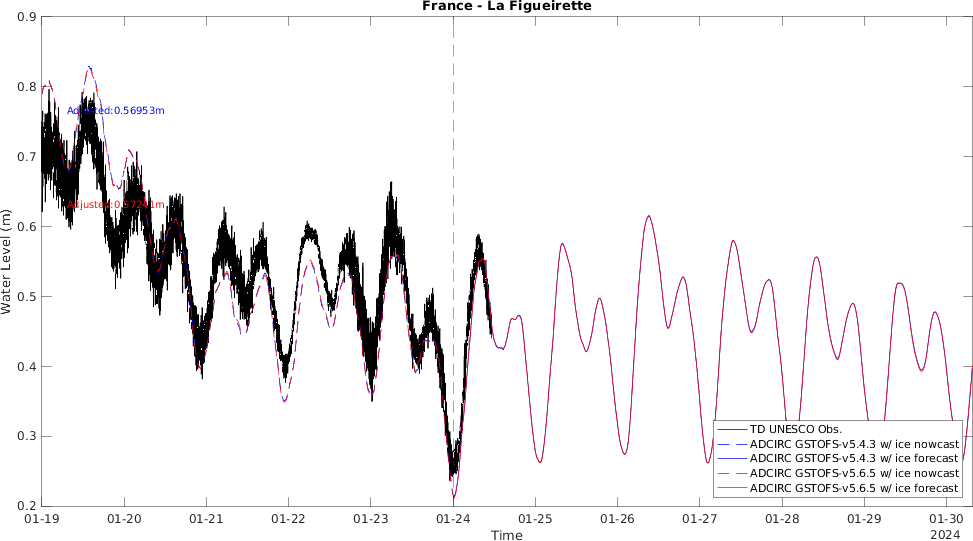 France - La Figueirette
0.9
0.8
0.7
0.6
0.5
0.4
0.3
0.2
Water Level (m)
Adjusted:0.56953m
TD UNESCO Obs.
ADCIRC GSTOFS-v5.4.3 w/ ice nowcast
ADCIRC GSTOFS-v5.4.3 w/ ice forecast
ADCIRC GSTOFS-v5.6.5 w/ ice nowcast
ADCIRC GSTOFS-v5.6.5 w/ ice forecast
01-19 01-20 01-21 01-22 01-23 01-24 01-25 01-26 01-27 01-28 01-29 01-30
2024
Time